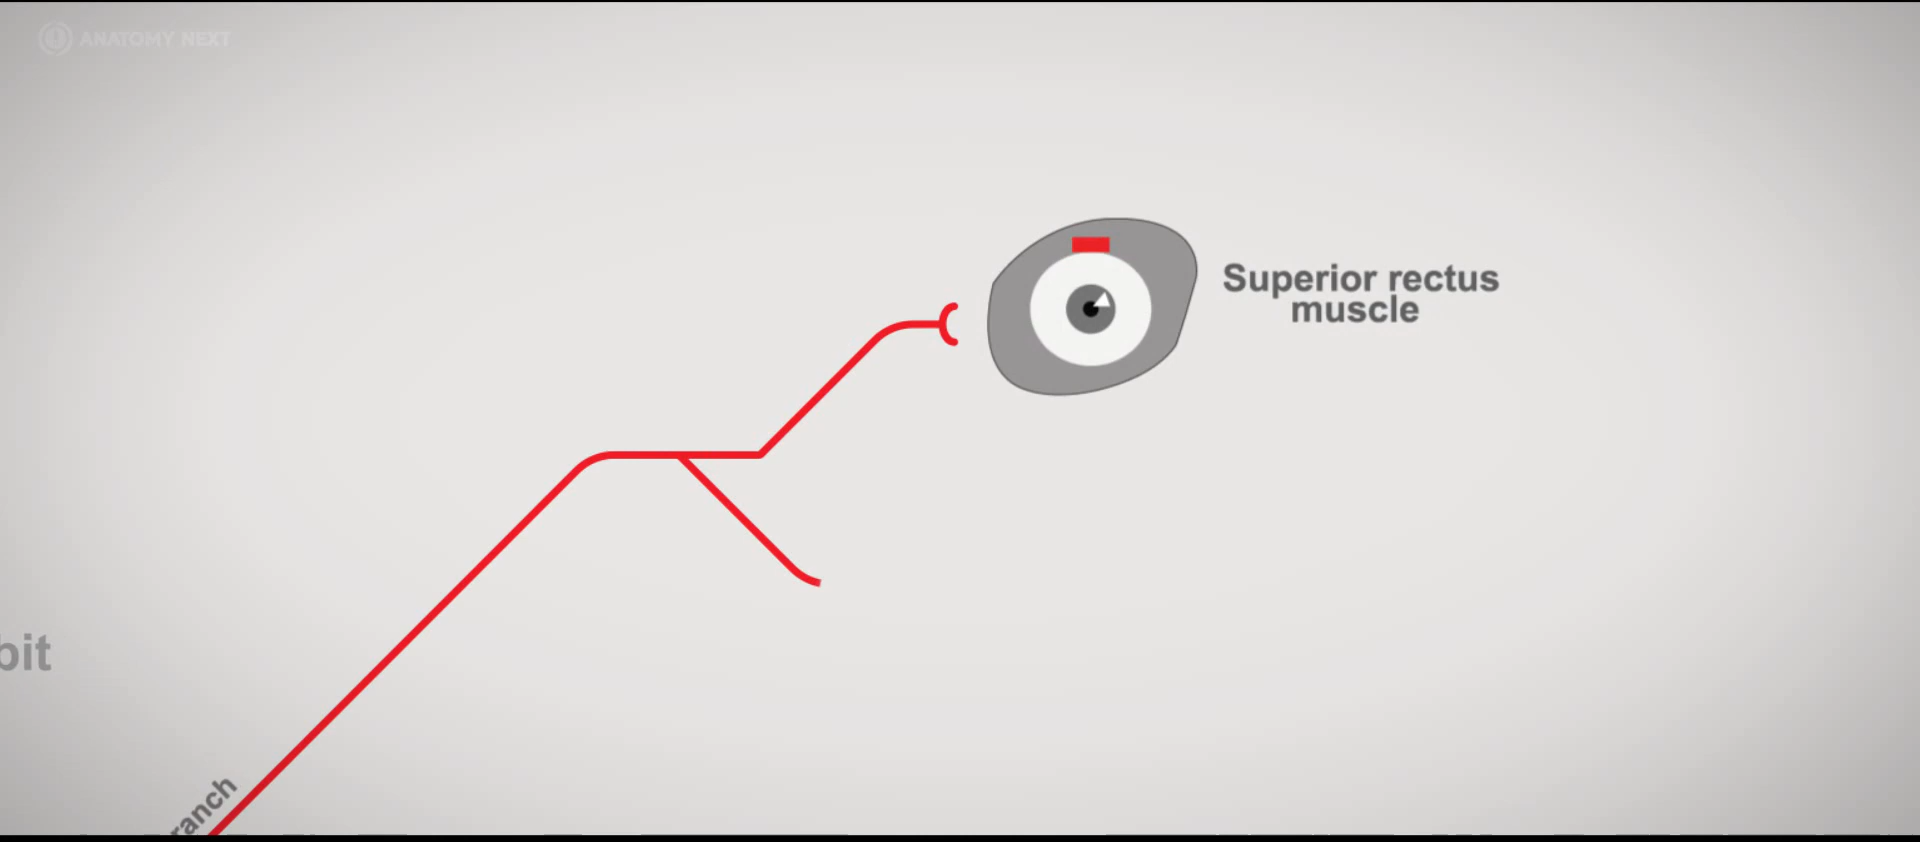 ANATOMY NEXT
Superior rectus
muscle
bit
ranch